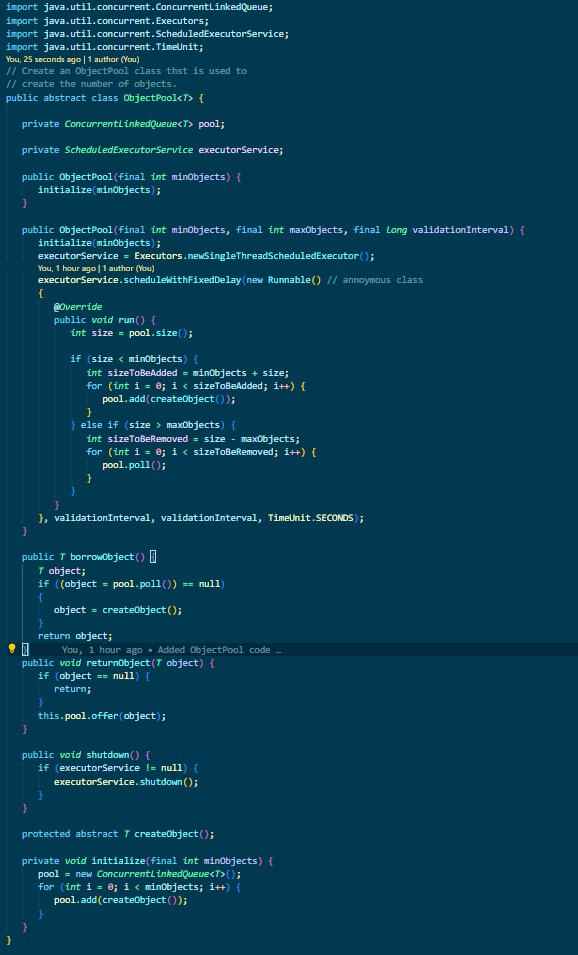 import java.util.concurrent.ConcurrentLinkedQueue;
import java.util.concurrent.Executors;
import java.util.concurrent.ScheduledExecutorService;
import java.util.concurrent.TimeUnit;
You, 25 seconds ago | 1 author (You)
// Create an ObjectPool class thst is used to
// create the number of objects.
public abstract class ObjectPool<T> {
private ConcurrentLinkedQueue<T> pool;
private ScheduledExecutorService executorService;
public ObjectPool(final int minObjects) {
initialize(minObjects);
}
public ObjectPool(final int minObjects, final int maxObjects, final long validationInterval) {
initialize(minObjects);
executorService = Executors.newSingleThreadScheduledExecutor();
You, 1 hour ago | 1 author (You)
executorService.scheduleWithFixedDelay(new Runnable() // annoymous class
{
@Override
public void run() {
int size = pool.size();
if (size < minObjects) {
int sizeToBeAdded = minObjects + size;
for (int i = 0; i < sizeToBeAdded; i++) {
pool.add(createObject());
}
} else if (size > maxObjects) {
int sizeToBeRemoved = size - maxObjects;
for (int i = 0; i < sizeToBeRemoved; i++) {
pool.poll();
}
}
}
}, validationInterval, validationInterval, TimeUnit.SECONDS);
}
public T borrowObject() {
T object;
if ((object = pool.poll()) == null)
{
object = createObject();
}
return object;
} You, 1 hour ago • Added ObjectPool code …
public void returnObject(T object) {
if (object == null) {
return;
}
this.pool.offer(object);
}
public void shutdown() {
if (executorService != null) {
executorService.shutdown();
}
}
protected abstract T createObject();
private void initialize(final int minObjects) {
pool = new ConcurrentLinkedQueue<T>();
for (int i = 0; i < minObjects; i++) {
pool.add(createObject());
}
}
}